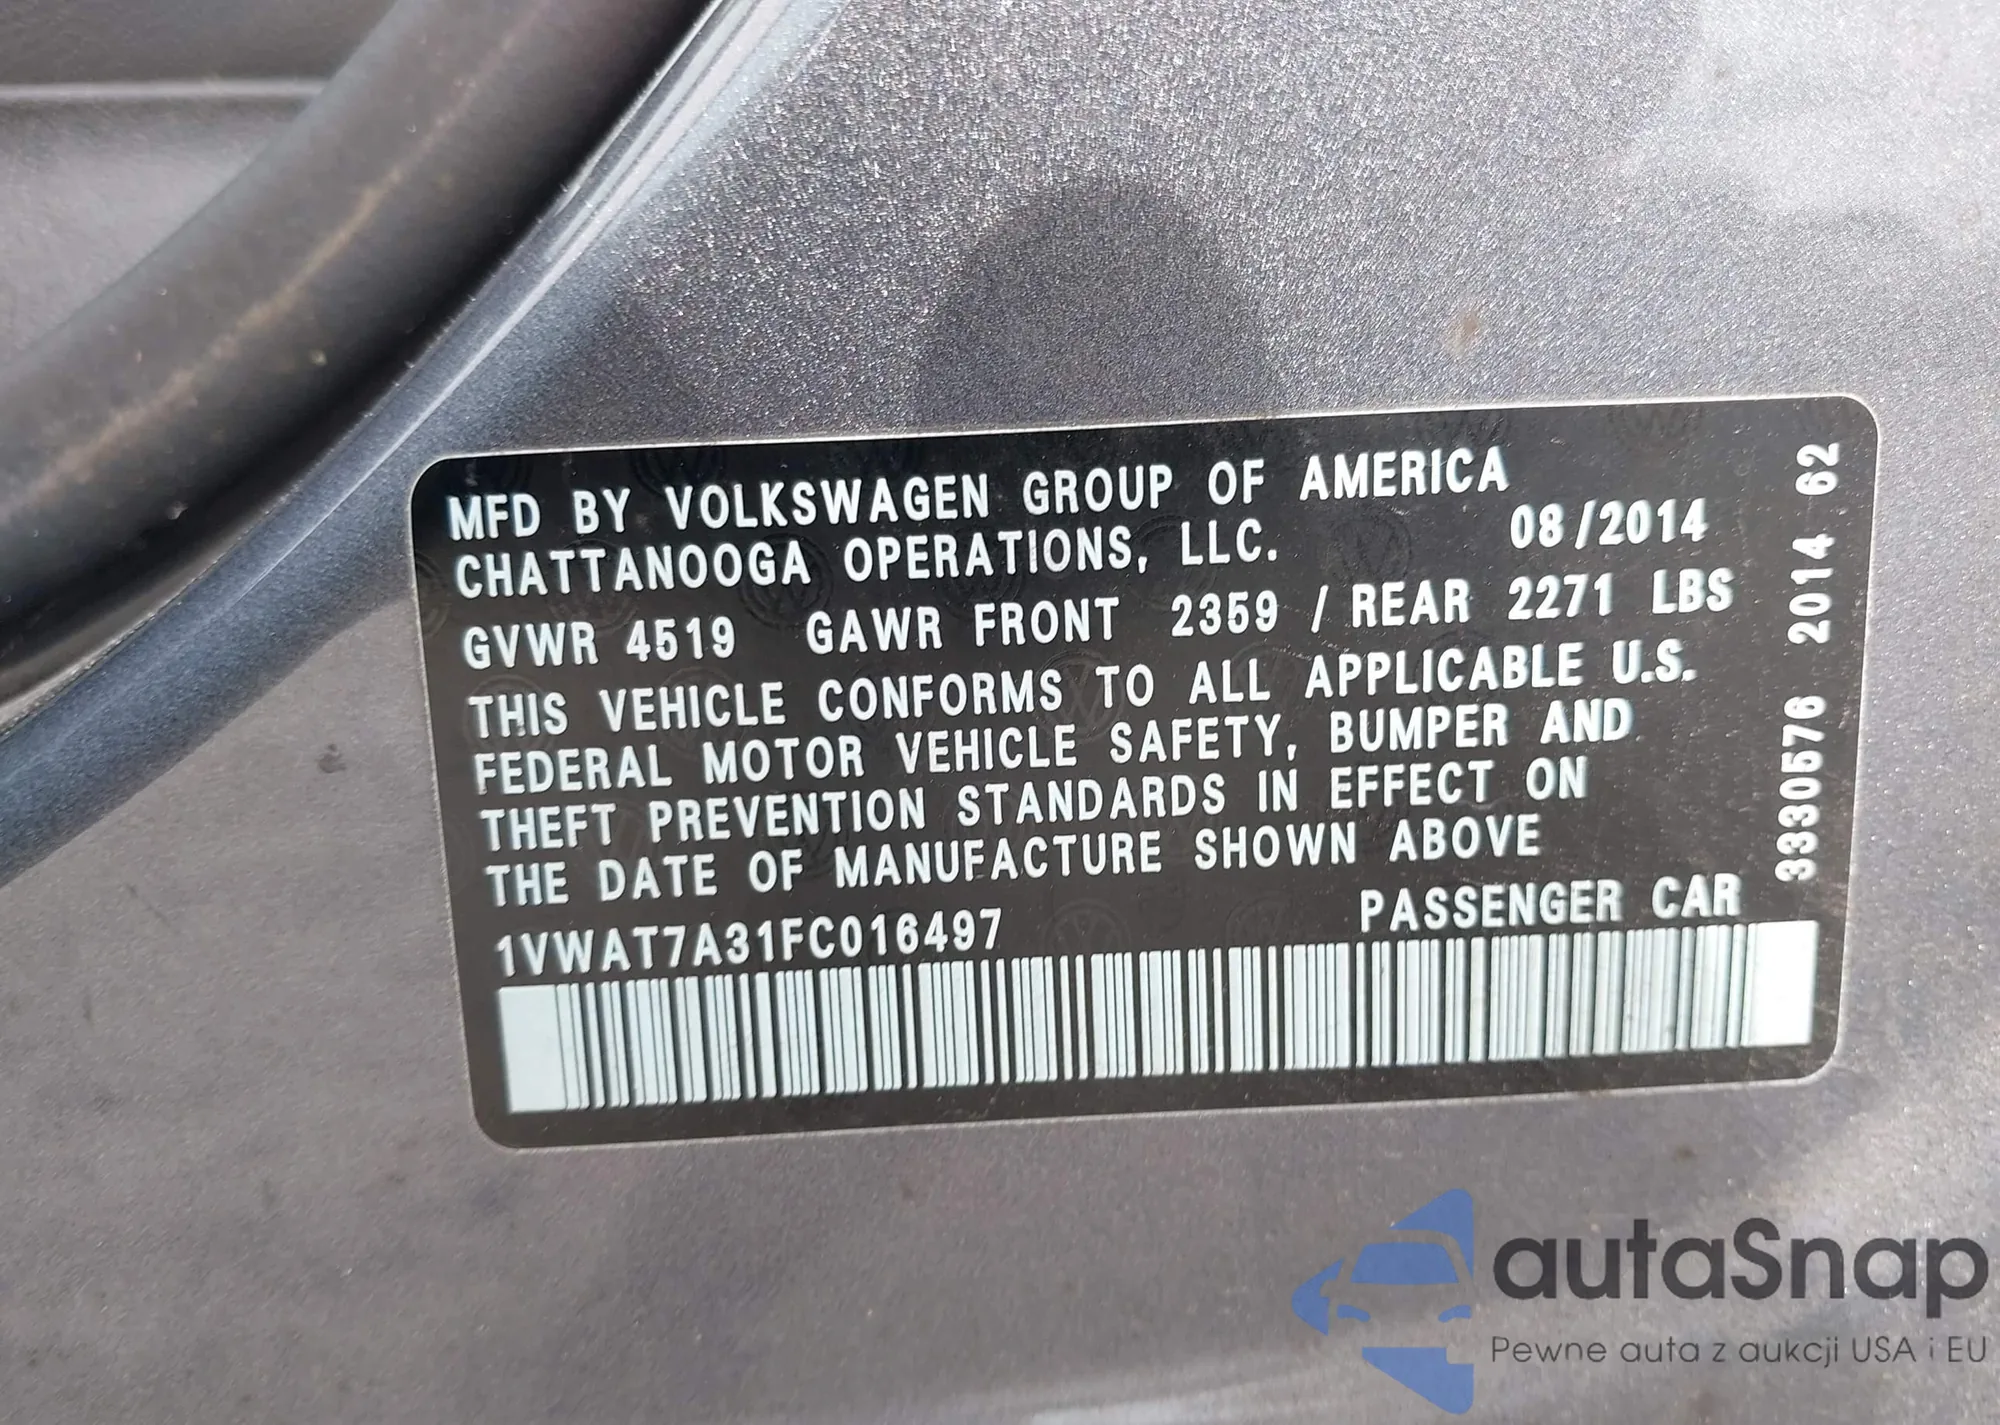 MFD BY VOLKSWAGEN GROUP OF AMERICA
CHATTANOOGA OPERATIONS, LLC. 08/2014
GVWR 4519 GAWR FRONT 2359 / REAR 2271 LBS
THIS VEHICLE CONFORMS TO ALL APPLICABLE U.S.
FEDERAL MOTOR VEHICLE SAFETY, BUMPER AND
THEFT PREVENTION STANDARDS IN EFFECT ON
THE DATE OF MANUFACTURE SHOWN ABOVE
1VWAT7A31FC016497 PASSENGER CAR
3330576 2014 62
autaSnap
Pewne auta z aukcji USA i EU